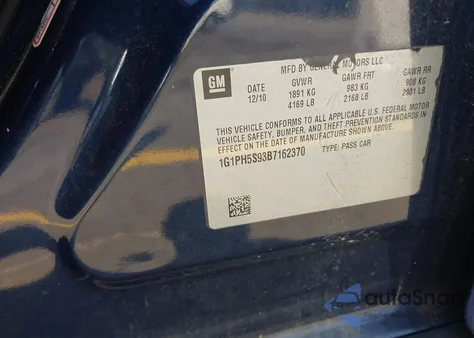 MFD BY GENERAL MOTORS LLC
GM
DATE GVWR GAWR FRT GAWR RR
12/10 1891 KG 983 KG 908 KG
4169 LB 2168 LB 2001 LB
THIS VEHICLE CONFORMS TO ALL APPLICABLE U.S. FEDERAL MOTOR
VEHICLE SAFETY, BUMPER, AND THEFT PREVENTION STANDARDS IN
EFFECT ON THE DATE OF MANUFACTURE SHOWN ABOVE.
1G1PH5S93B7162370 TYPE: PASS CAR
autoSnap